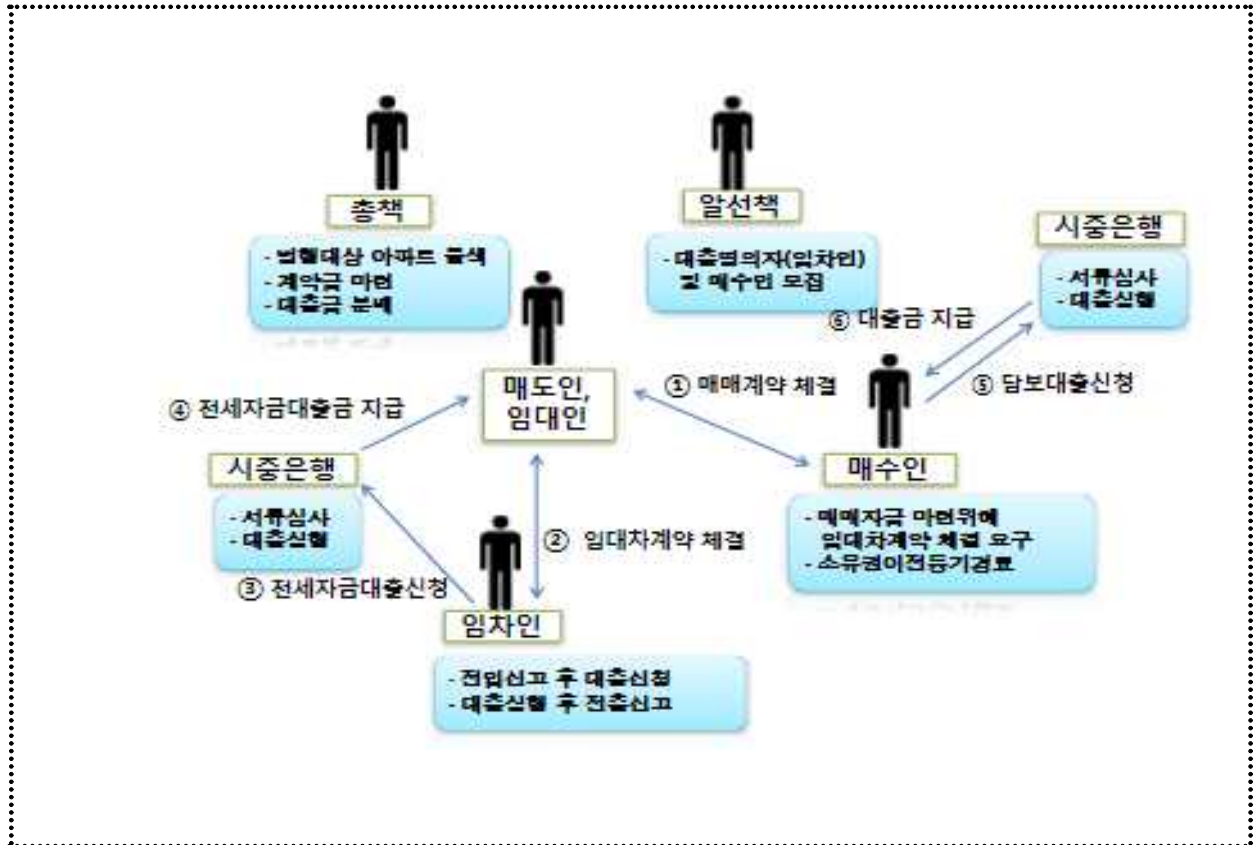 총책
- 범행대상 아파트 물색
- 계약금 마련
- 대출금 분배
알선책
- 대출명의자(임차인)
및 매수인 모집
시중은행
- 서류심사
- 대출실행
⑥ 대출금 지급
⑤ 담보대출신청
① 매매계약 체결
매도인,
임대인
④ 전세자금대출금 지급
시중은행
- 서류심사
- 대출실행
③ 전세자금대출신청
② 임대차계약 체결
매수인
- 매매자금 마련위해
임대차계약 체결 요구
- 소유권이전등기경료
임차인
- 전입신고 후 대출신청
- 대출실행 후 전출신고